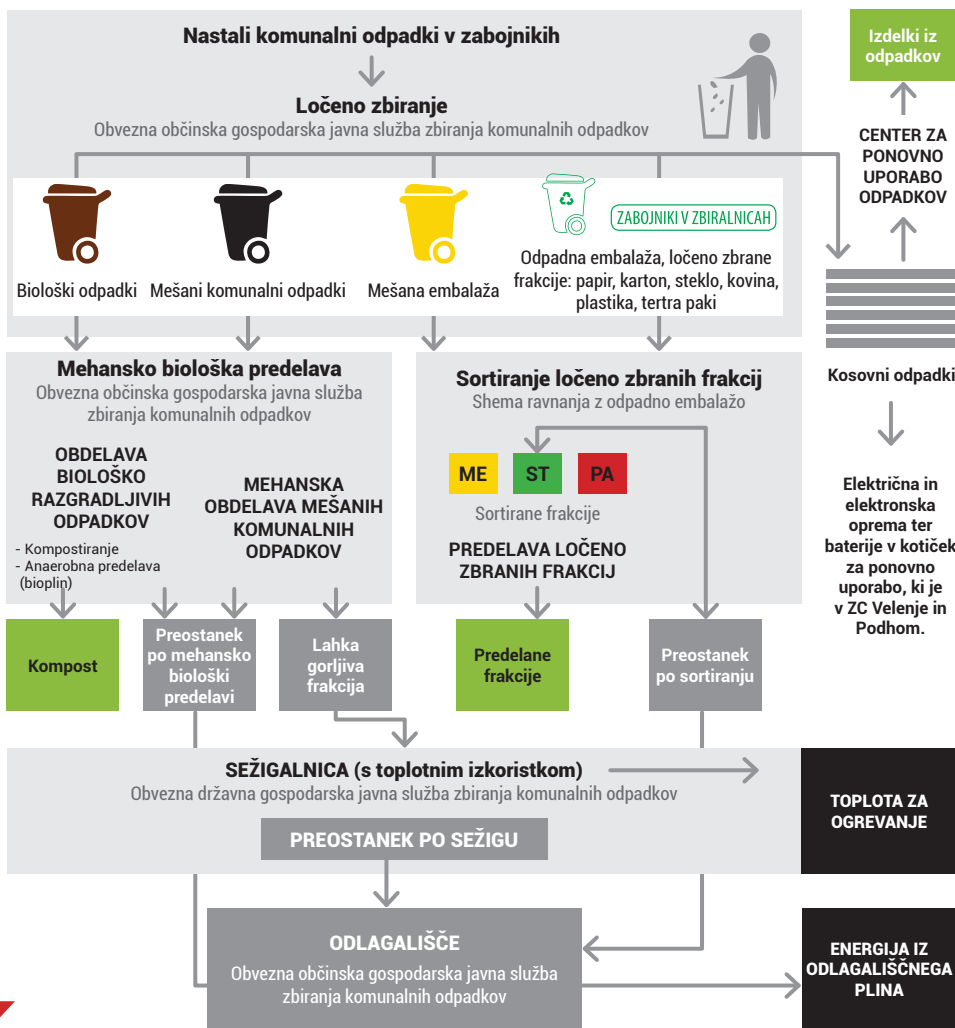 Nastali komunalni odpadki v zabojnikih
Ločeno zbiranje
Obvezna občinska gospodarska javna služba zbiranja komunalnih odpadkov
Izdelki iz
odpadkov
CENTER ZA
PONOVNO
UPORABO
ODPADKOV
Biološki odpadki
Mešani komunalni odpadki
Mešana embalaža
ZABOJNIKI V ZBIRALNICAH
Odpadna embalaža, ločeno zbrane
frakcije: papir, karton, steklo, kovina,
plastika, tertra paki
Kosovni odpadki
Električna in
elektronska
oprema ter
baterije v kotiček
za ponovno
uporabo, ki je
v ZC Velenje in
Podhom.
Mehansko biološka predelava
Obvezna občinska gospodarska javna služba
zbiranja komunalnih odpadkov
OBDELAVA
BIOLOŠKO
RAZGRADLJIVIH
ODPADKOV
- Kompostiranje
- Anaerobna predelava
(bioplin)
MEHANSKA
OBDELAVA MEŠANIH
KOMUNALNIH
ODPADKOV
Sortiranje ločeno zbranih frakcij
Shema ravnanja z odpadno embalažo
ME
ST
PA
Sortirane frakcije
PREDELAVA LOČENO
ZBRANIH FRAKCIJ
Kompost
Preostanek
po mehansko
biološki
predelavi
Lahka
gorljiva
frakcija
Predelane
frakcije
Preostanek
po sortiranju
SEŽIGALNICA (s toplotnim izkoristkom)
Obvezna državna gospodarska javna služba zbiranja komunalnih odpadkov
PREOSTANEK PO SEŽIGU
TOPLOTA ZA
OGREVANJE
ODLAGALIŠČE
Obvezna občinska gospodarska javna služba
zbiranja komunalnih odpadkov
ENERGIJA IZ
ODLAGALIŠČNEGA
PLINA